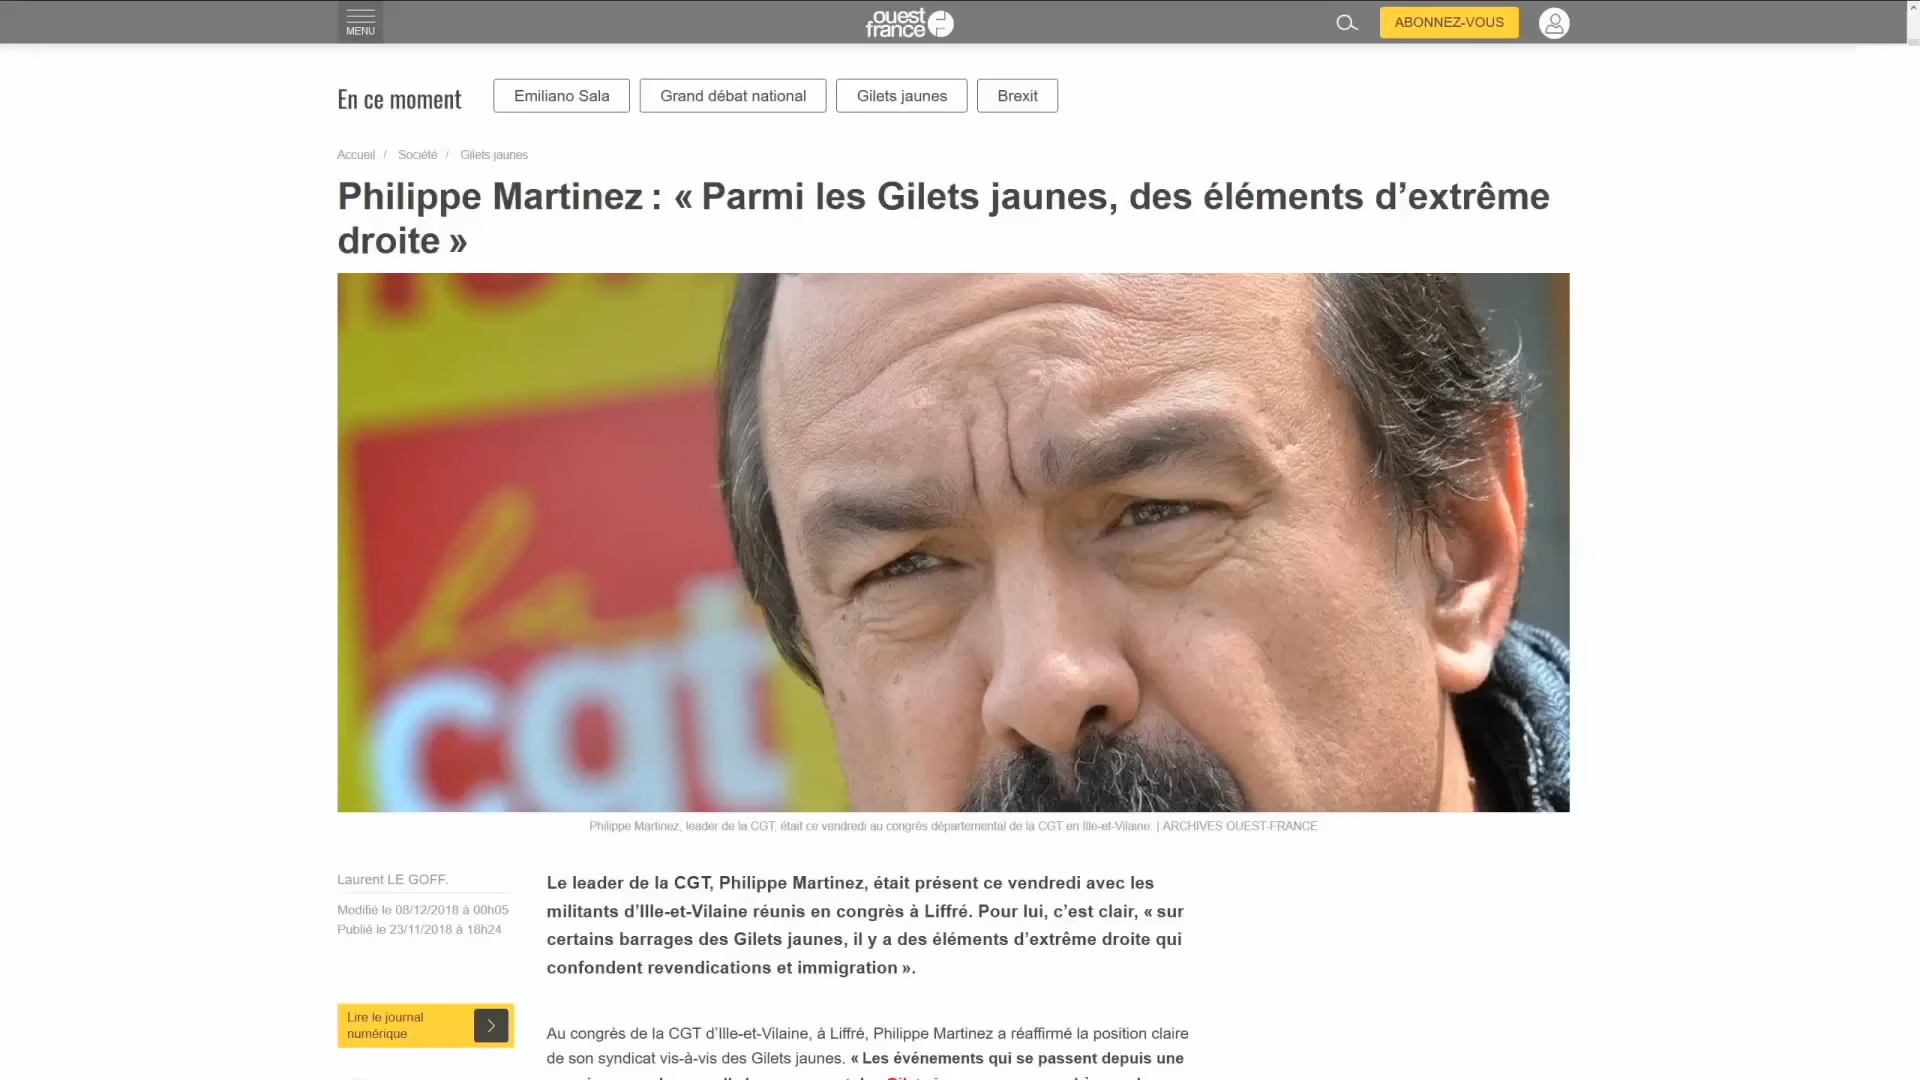 MENU
ouest
france
ABONNEZ-VOUS
En ce moment
Emiliano Sala
Grand débat national
Gilets jaunes
Brexit
Accueil / Société / Gilets jaunes
Philippe Martinez : « Parmi les Gilets jaunes, des éléments d’extrême
droite »
la
cgt
Philippe Martinez, leader de la CGT, était ce vendredi au congrès départemental de la CGT en Ille-et-Vilaine. | ARCHIVES OUEST-FRANCE
Laurent LE GOFF.
Modifié le 08/12/2018 à 00h05
Publié le 23/11/2018 à 18h24
Lire le journal
numérique
Le leader de la CGT, Philippe Martinez, était présent ce vendredi avec les
militants d’Ille-et-Vilaine réunis en congrès à Liffré. Pour lui, c’est clair, « sur
certains barrages des Gilets jaunes, il y a des éléments d’extrême droite qui
confondent revendications et immigration ».
Au congrès de la CGT d’Ille-et-Vilaine, à Liffré, Philippe Martinez a réaffirmé la position claire
de son syndicat vis-à-vis des Gilets jaunes. « Les événements qui se passent depuis une